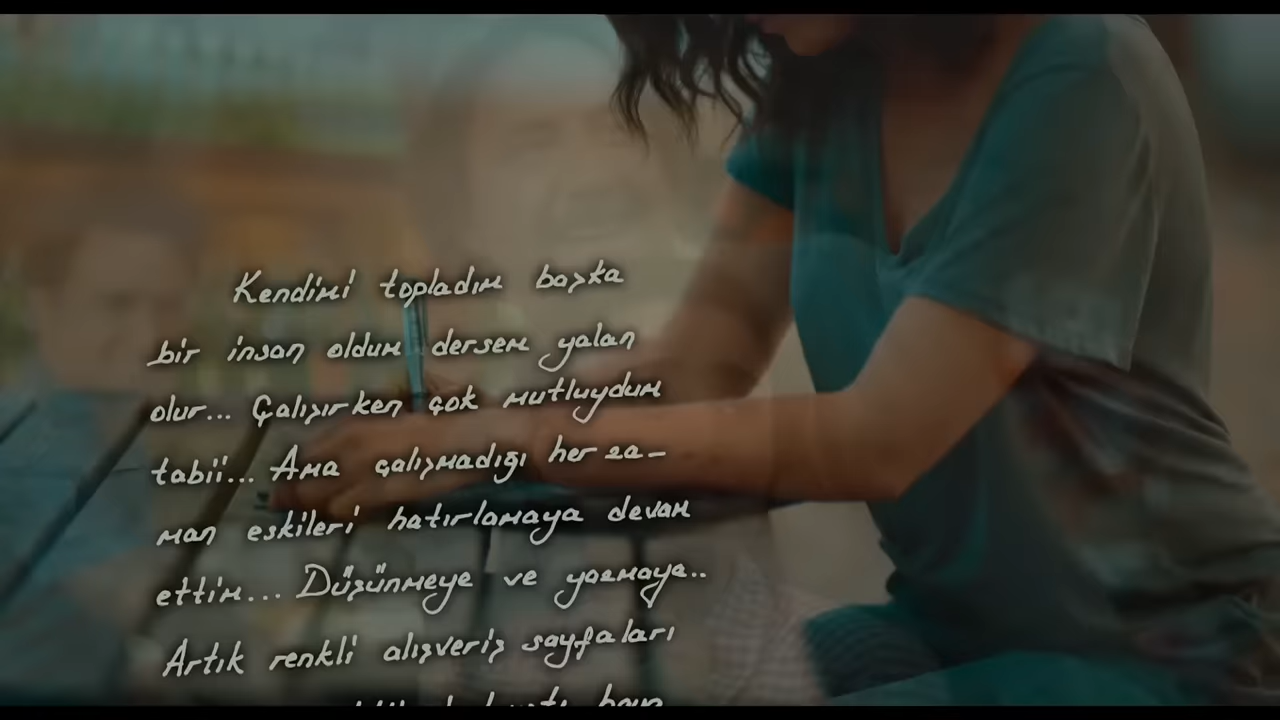 Kendimi topladım başka
bir insan oldum dersem yalan
olur... Çalışırken çok mutluydum
tabii... Ama çalışmadığı her za-
man eskileri hatırlamaya devam
ettim... Düşünmeye ve yazmaya..
Artık renkli alışveriş sayfaları